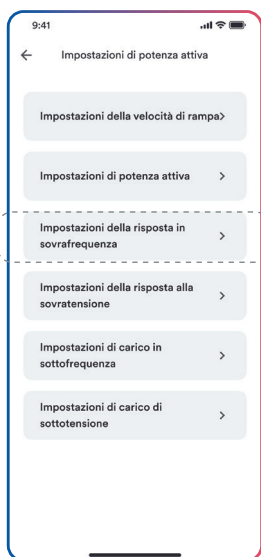 9:41
Impostazioni di potenza attiva
Impostazioni della velocità di rampa
Impostazioni di potenza attiva
Impostazioni della risposta in
sovrafrequenza
Impostazioni della risposta alla
sovratensione
Impostazioni di carico in
sottofrequenza
Impostazioni di carico di
sottotensione